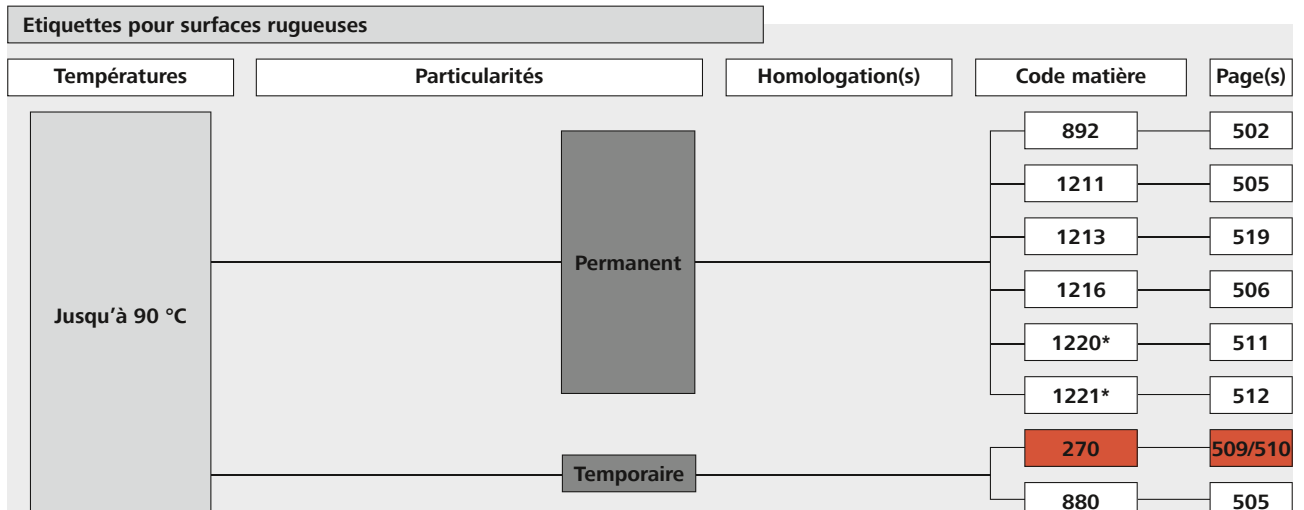 Etiquettes pour surfaces rugueuses
Températures Particularités Homologation(s) Code matière Page(s)
Jusqu’à 90 °C
Permanent
892 502
1211 505
1213 519
1216 506
1220* 511
1221* 512
Temporaire
270 509/510
880 505